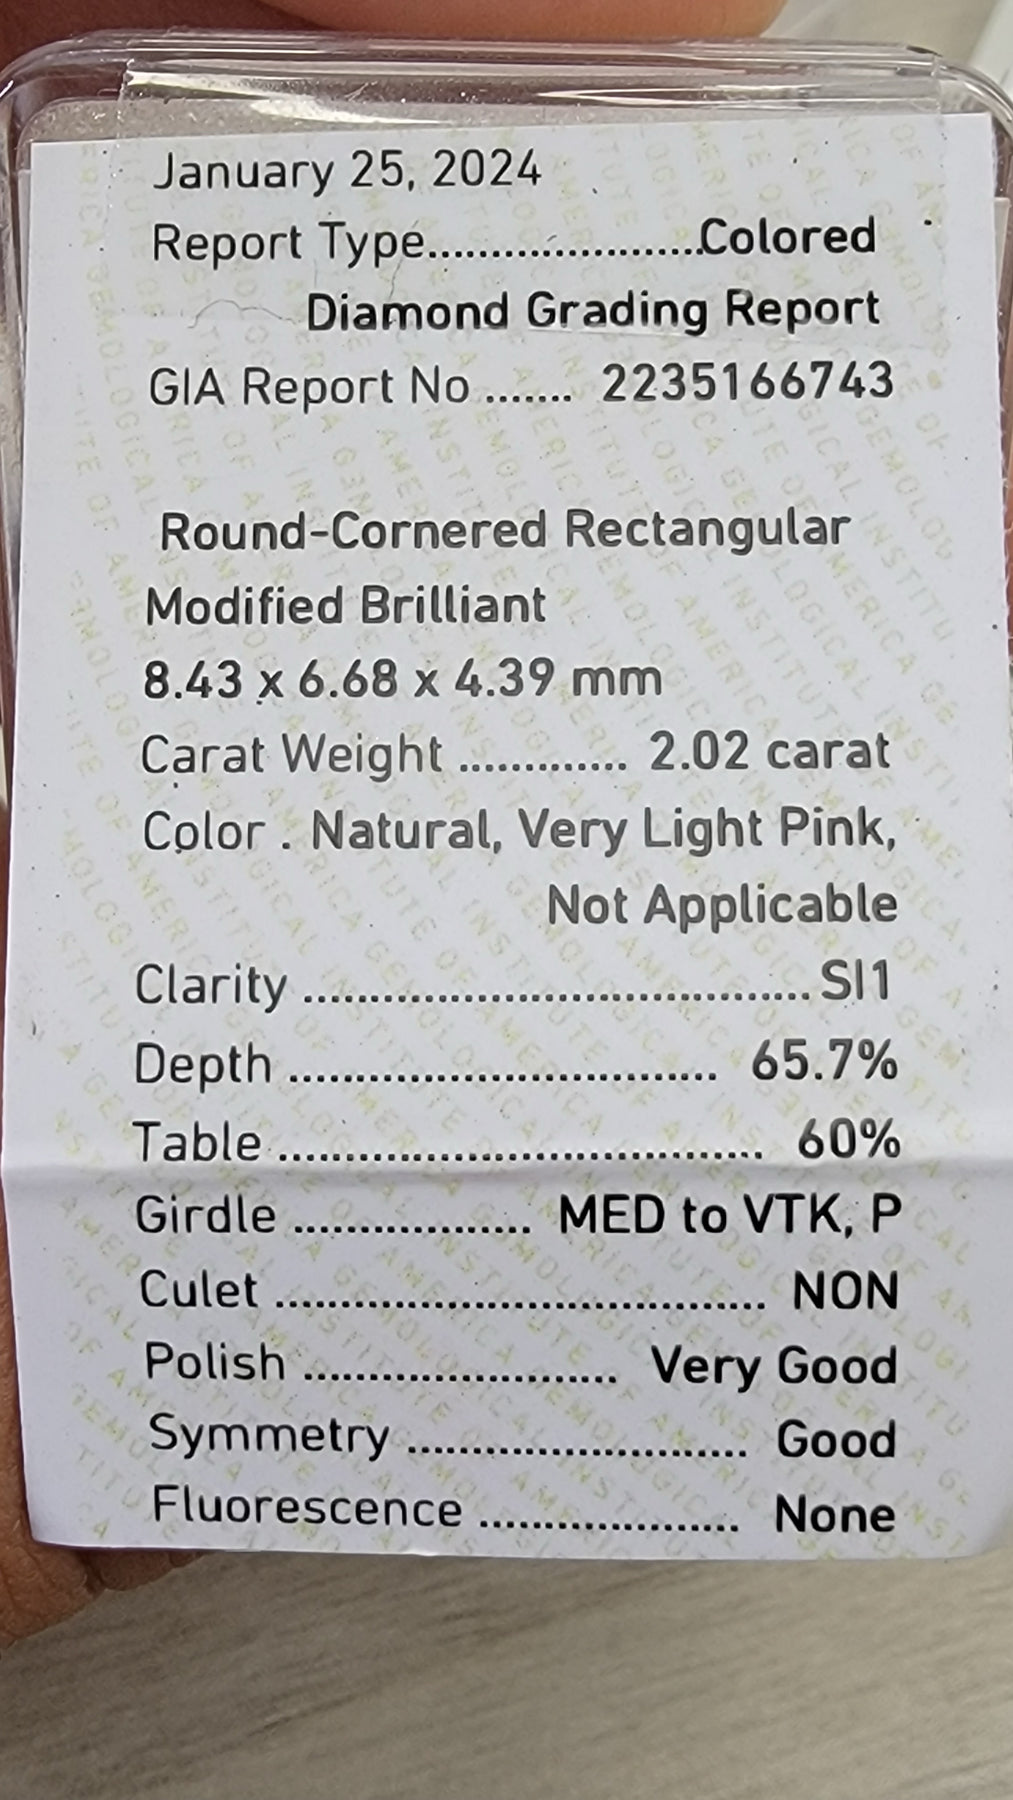 January 25, 2024
Report Type......................Colored
Diamond Grading Report
GIA Report No ....... 2235166743
Round-Cornered Rectangular
Modified Brilliant
8.43 x 6.68 x 4.39 mm
Carat Weight ............. 2.02 carat
Color . Natural, Very Light Pink,
Not Applicable
Clarity ...................................... SI1
Depth ................................ 65.7%
Table .................................... 60%
Girdle .................. MED to VTK, P
Culet ..................................... NON
Polish ........................ Very Good
Symmetry .......................... Good
Fluorescence .................... None